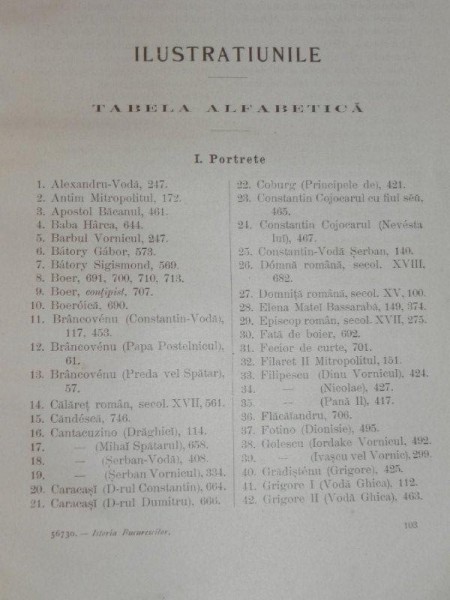 ILUSTRATIUNILE
TABELA ALFABETICĂ
I. Portrete
1. Alexandru-Vodă, 247.
2. Antim Mitropolitul, 172.
3. Apostol Băcanul, 461.
4. Baba Hârca, 644.
5. Barbul Vornicul, 247.
6. Bátory Gábor, 573.
7. Bátory Sigismond, 569.
8. Boer, 691, 700, 710, 713.
9. Boer, conțipist, 707.
10. Boeróică, 690.
11. Brâncovénu (Constantin-Vodă),
117, 453.
12. Brâncovénu (Papa Postelnicul),
61.
13. Brâncovénu (Preda vel Spătar),
57.
14. Călăreț român, secol. XVII, 561.
15. Cândéscă, 746.
16. Cantacuzino (Drăghici), 114.
17. — (Mihaĭ Spătarul), 658.
18. — (Șerban-Vodă), 408.
19. — (Șerban Vornicul), 334.
20. Caracașĭ (D-rul Constantin), 664.
21. Caracașĭ (D-rul Dumitru), 666.
22. Coburg (Principele de), 421.
23. Constantin Cojocarul cu fiul sĕŭ,
465.
24. Constantin Cojocarul (Nevésta
luĭ), 467.
25. Constantin-Vodă Șerban, 140.
26. Dómnă română, secol. XVIII,
682.
27. Domniță română, secol. XV, 100.
28. Elena Mateĭ Bassarabă, 149, 374.
29. Episcop român, secol. XVII, 275.
30. Fată de boier, 692.
31. Fecior de curte, 701.
32. Filaret II Mitropolitul, 151.
33. Filipescu (Dinu Vornicul), 424.
34. — (Nicolae), 427.
35. — (Pană II), 417.
36. Flăcăĭandru, 706.
37. Fotino (Dionisie), 495.
38. Golescu (Iordake Vornicul, 492.
39. — (Ivașcu vel Vornic), 299.
40. Grădișténu (Grigore), 425.
41. Grigore I (Vodă Ghica), 112.
42. Grigore II (Vodă Ghica), 463.
56730. — Istoria Bucurescilor.
103